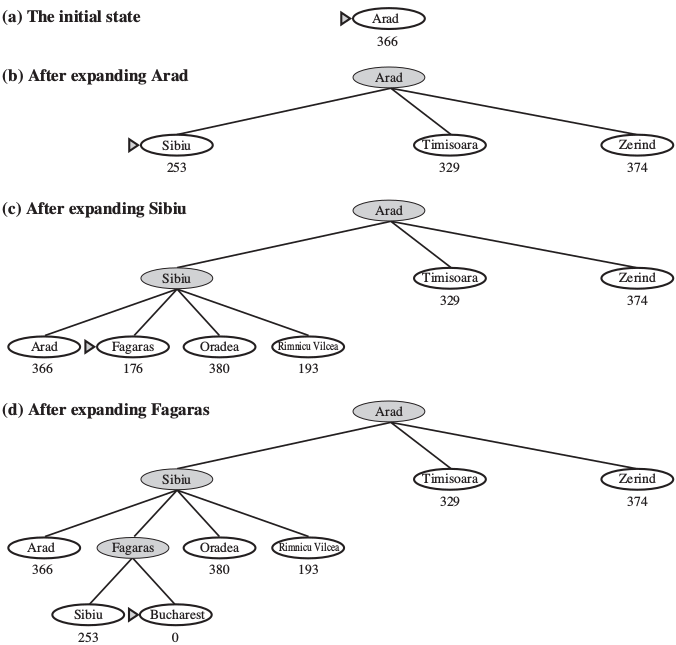 (a) The initial state
Arad
366
(b) After expanding Arad
Arad
Sibiu
Timisoara
Zerind
253
329
374
(c) After expanding Sibiu
Arad
Sibiu
Timisoara
Zerind
329
374
Arad
Fagaras
Oradea
Rimnicu Vilcea
366
176
380
193
(d) After expanding Fagaras
Arad
Sibiu
Timisoara
Zerind
329
374
Arad
Fagaras
Oradea
Rimnicu Vilcea
366
380
193
Sibiu
Bucharest
253
0